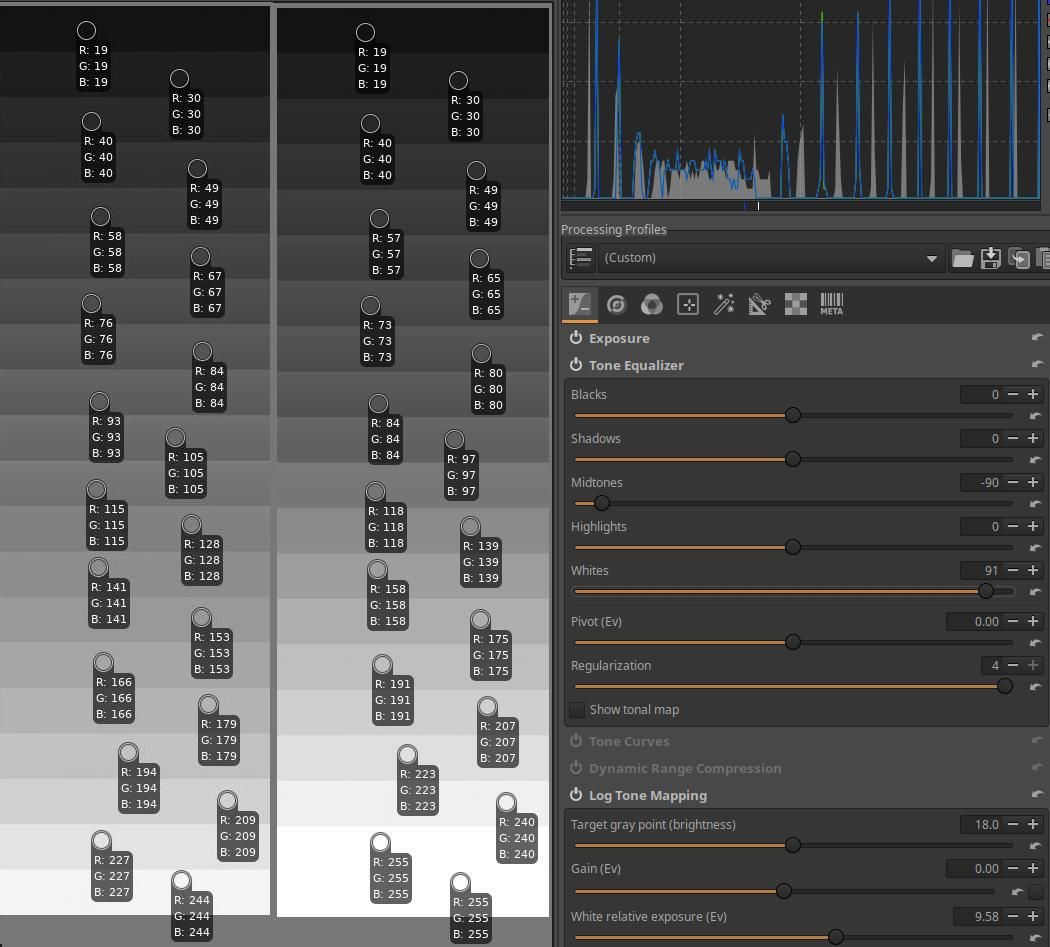 R: 19
G: 19
B: 19
R: 30
G: 30
B: 30
R: 40
G: 40
B: 40
R: 49
G: 49
B: 49
R: 58
G: 58
B: 58
R: 67
G: 67
B: 67
R: 76
G: 76
B: 76
R: 84
G: 84
B: 84
R: 93
G: 93
B: 93
R: 105
G: 105
B: 105
R: 115
G: 115
B: 115
R: 128
G: 128
B: 128
R: 141
G: 141
B: 141
R: 153
G: 153
B: 153
R: 166
G: 166
B: 166
R: 179
G: 179
B: 179
R: 194
G: 194
B: 194
R: 209
G: 209
B: 209
R: 227
G: 227
B: 227
R: 244
G: 244
B: 244
R: 19
G: 19
B: 19
R: 30
G: 30
B: 30
R: 40
G: 40
B: 40
R: 49
G: 49
B: 49
R: 57
G: 57
B: 57
R: 65
G: 65
B: 65
R: 73
G: 73
B: 73
R: 80
G: 80
B: 80
R: 84
G: 84
B: 84
R: 97
G: 97
B: 97
R: 118
G: 118
B: 118
R: 139
G: 139
B: 139
R: 158
G: 158
B: 158
R: 175
G: 175
B: 175
R: 191
G: 191
B: 191
R: 207
G: 207
B: 207
R: 223
G: 223
B: 223
R: 240
G: 240
B: 240
R: 255
G: 255
B: 255
R: 255
G: 255
B: 255
Processing Profiles
(Custom)
META
Exposure
Tone Equalizer
Blacks 0
Shadows 0
Midtones -90
Highlights 0
Whites 91
Pivot (Ev) 0.00
Regularization 4
Show tonal map
Tone Curves
Dynamic Range Compression
Log Tone Mapping
Target gray point (brightness) 18.0
Gain (Ev) 0.00
White relative exposure (Ev) 9.58